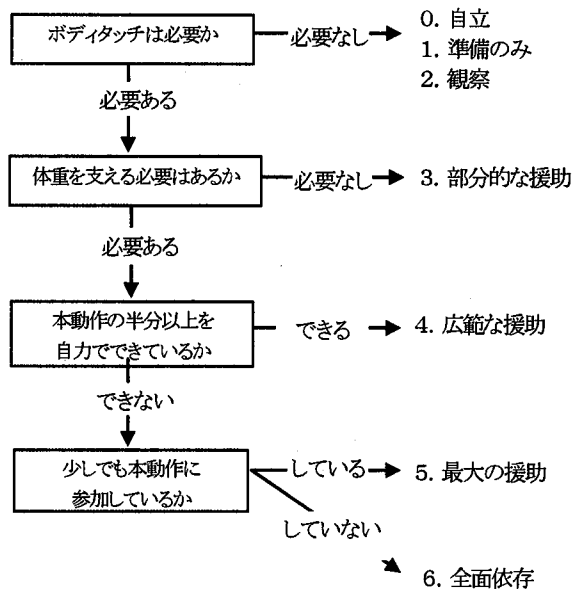 ボディタッチは必要か
必要なし
0. 自立
1. 準備のみ
2. 観察
必要ある
体重を支える必要はあるか
必要なし
3. 部分的な援助
必要ある
本動作の半分以上を
自力でできているか
できる
4. 広範な援助
できない
少しでも本動作に
参加しているか
している
5. 最大の援助
していない
6. 全面依存